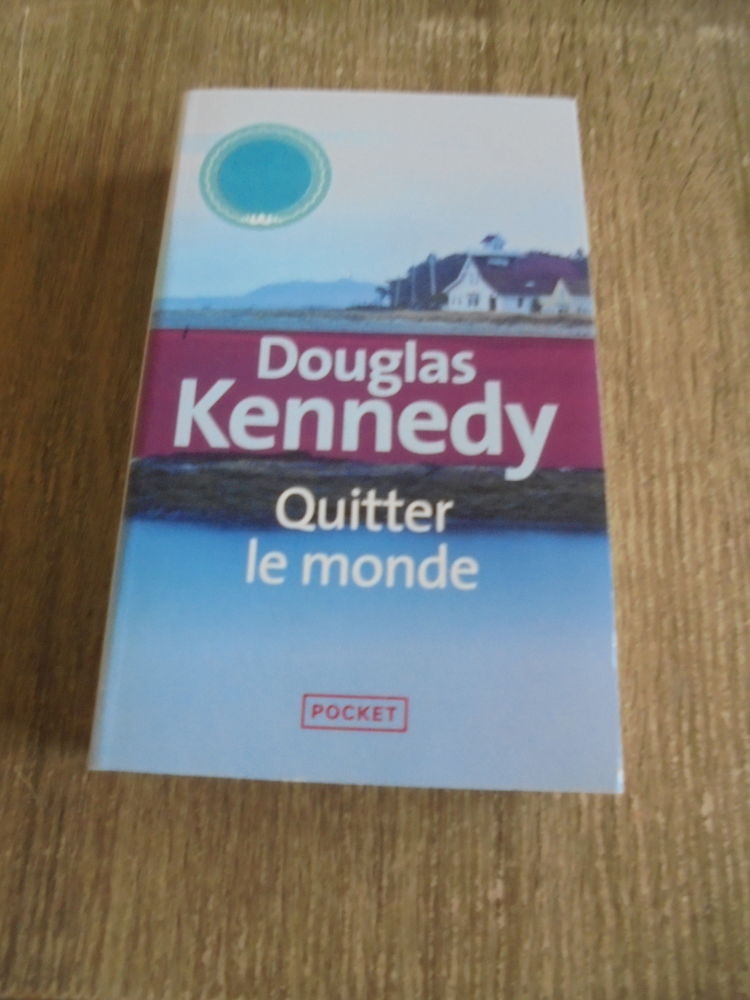 Douglas
Kennedy
Quitter
le monde
POCKET